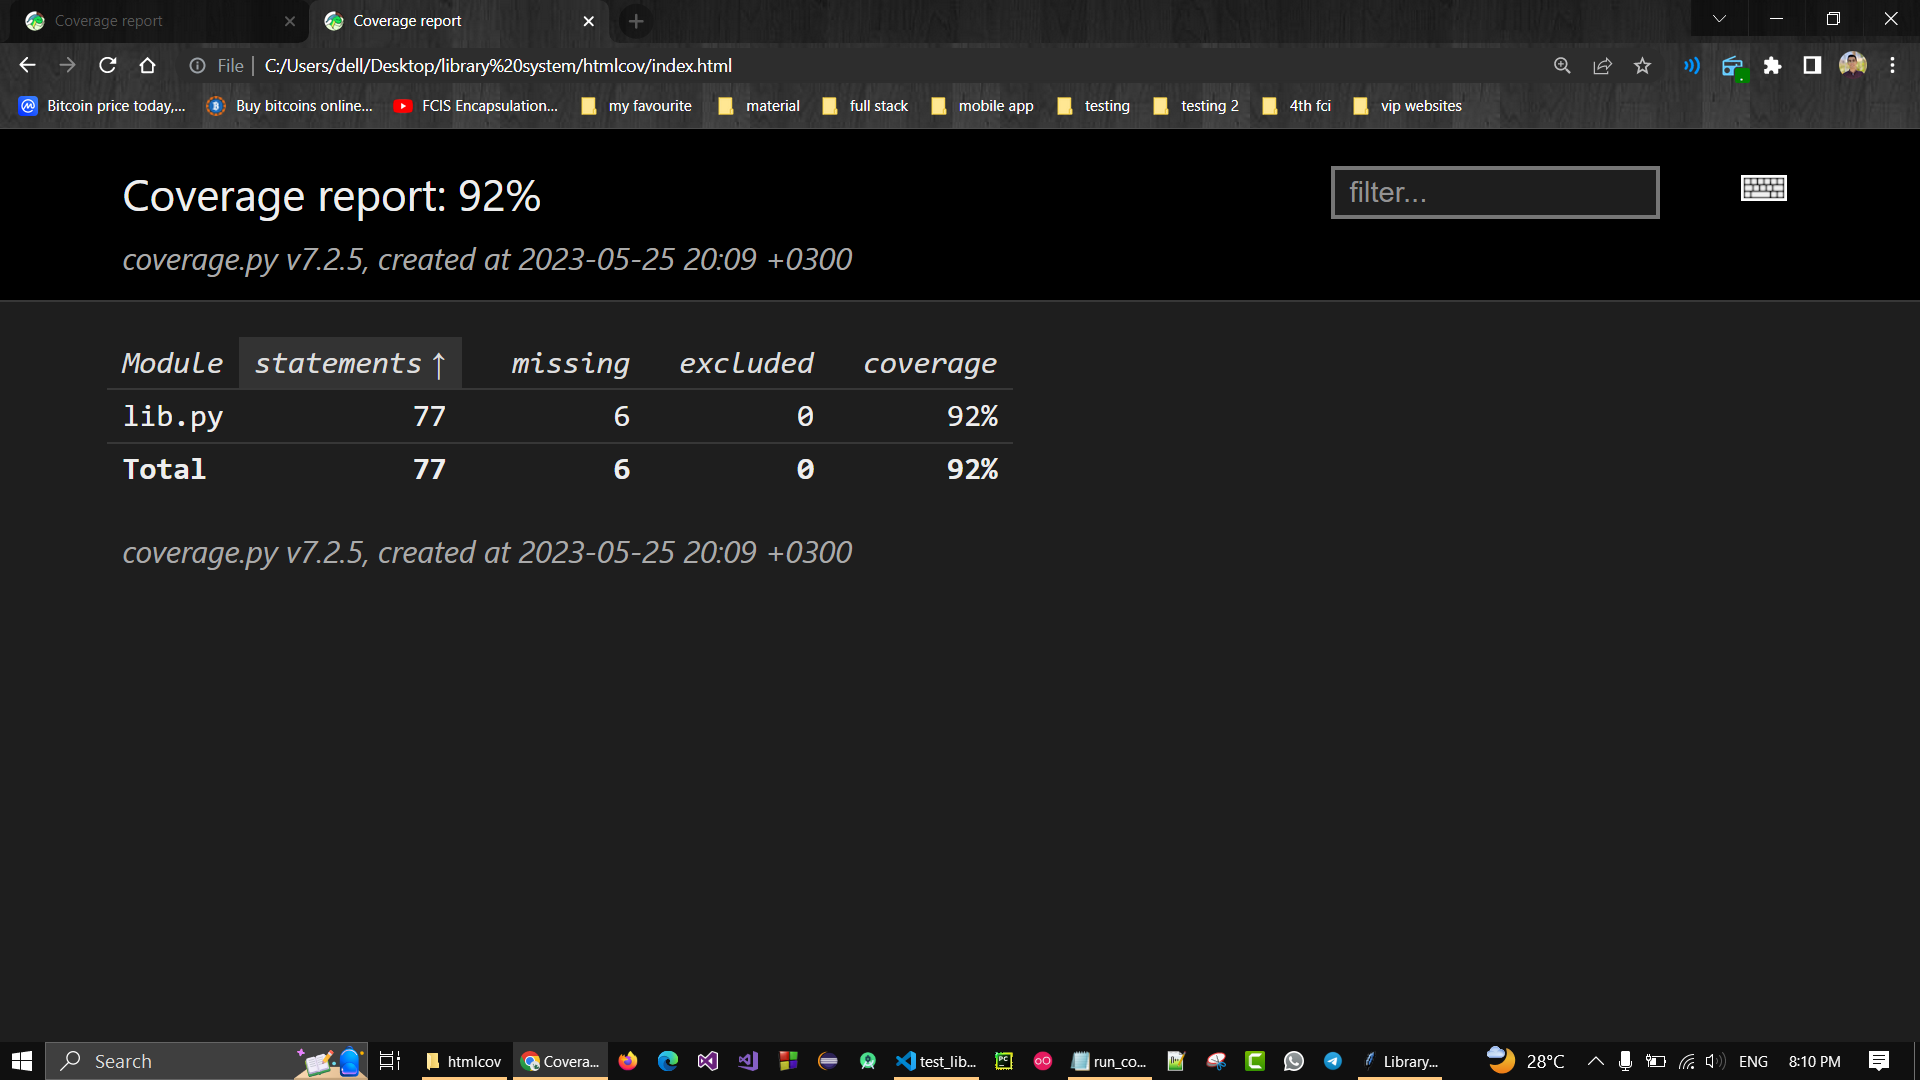 Coverage report
Coverage report
File
C:/Users/dell/Desktop/library%20system/htmlcov/index.html
Bitcoin price today,...
Buy bitcoins online...
FCIS Encapsulation...
my favourite
material
full stack
mobile app
testing
testing 2
4th fci
vip websites
Coverage report: 92%
filter...
coverage.py v7.2.5, created at 2023-05-25 20:09 +0300
Module statements ↑ missing excluded coverage
lib.py 77 6 0 92%
Total 77 6 0 92%
coverage.py v7.2.5, created at 2023-05-25 20:09 +0300
Search
htmlcov
Covera...
test_lib...
run_co...
Library...
28°C
ENG
8:10 PM